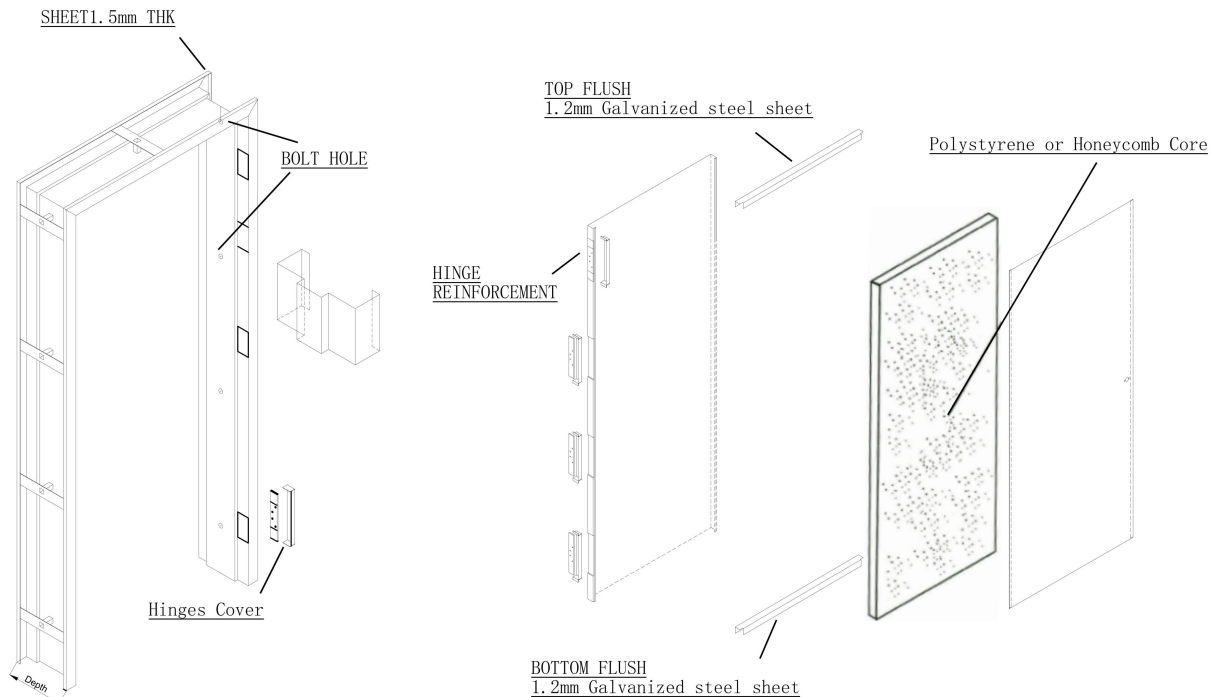 SHEET1.5mm THK
BOLT HOLE
Hinges Cover
Depth
TOP FLUSH
1.2mm Galvanized steel sheet
HINGE
REINFORCEMENT
Polystyrene or Honeycomb Core
BOTTOM FLUSH
1.2mm Galvanized steel sheet